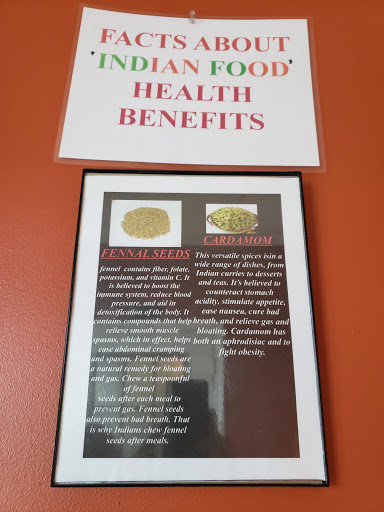 FACTS ABOUT
'INDIAN FOOD'
HEALTH
BENEFITS
FENNAL SEEDS
fennel contains fiber, folate,
potassium, and vitamin C. It
is believed to boost the
immune system, reduce blood
pressure, and aid in
detoxification of the body. It
contains compounds that help
relieve smooth muscle
spasms, which in effect, helps
ease abdominal cramping
and spasms. Fennel seeds are
a natural remedy for bloating
and gas. Chew a teaspoonful
of fennel
seeds after each meal to
prevent gas. Fennel seeds
also prevent bad breath. That
is why Indians chew fennel
seeds after meals.
CARDAMOM
This versatile spices isin a
wide range of dishes, from
Indian curries to desserts
and teas. It's believed to
counteract stomach
acidity, stimulate appetite,
ease nausea, cure bad
breath, and relieve gas and
bloating. Cardamom has
both an aphrodisiac and to
fight obesity.